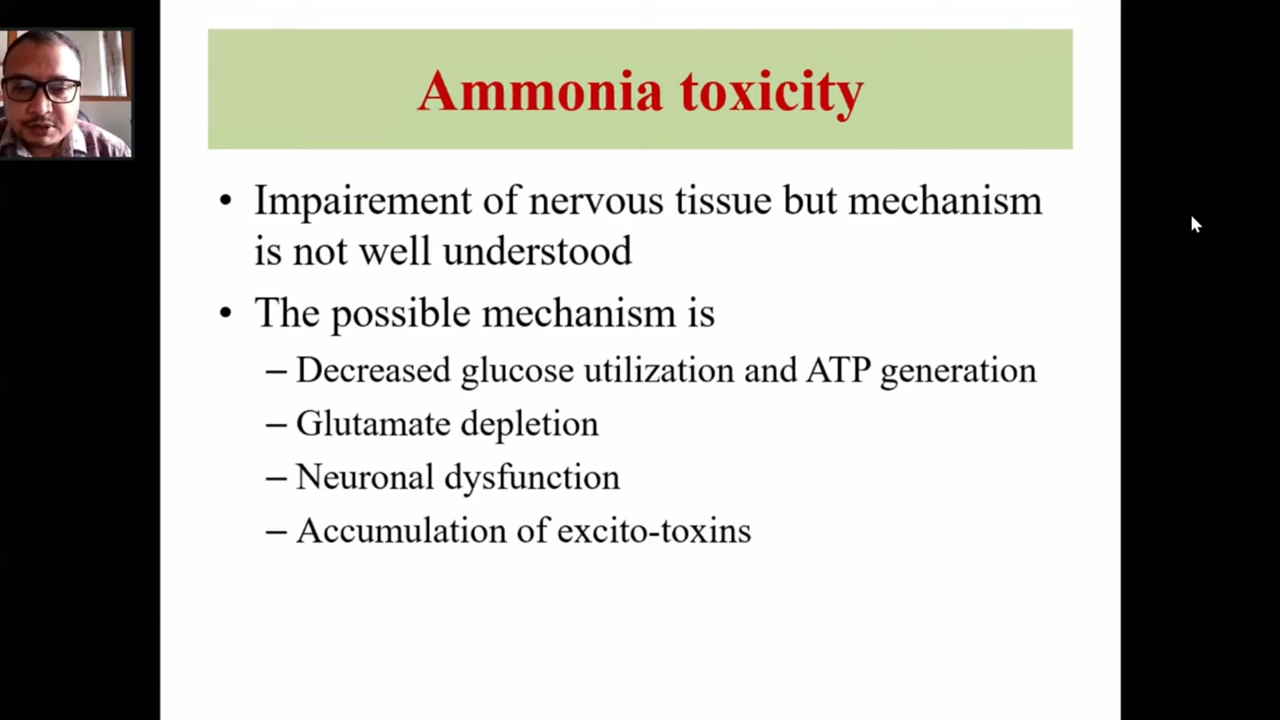 Ammonia toxicity
• Impairement of nervous tissue but mechanism
is not well understood
• The possible mechanism is
– Decreased glucose utilization and ATP generation
– Glutamate depletion
– Neuronal dysfunction
– Accumulation of excito-toxins